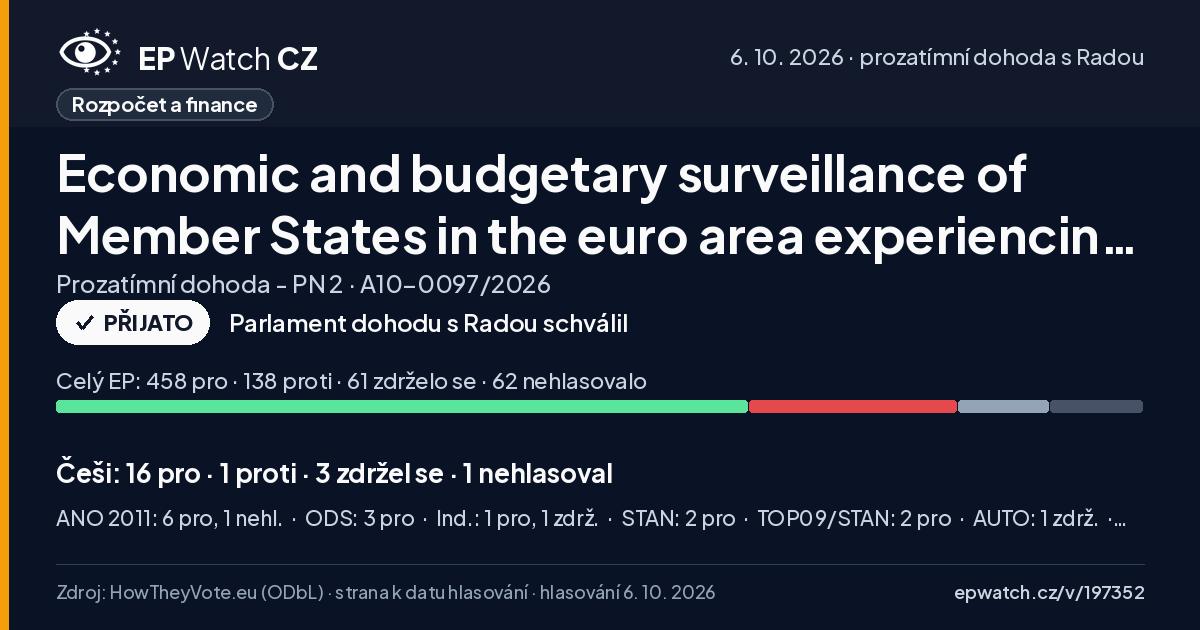 EP Watch CZ
6. 10. 2026 · prozatímní dohoda s Radou
Rozpočet a finance
Economic and budgetary surveillance of
Member States in the euro area experiencin…
Prozatímní dohoda - PN 2 · A10-0097/2026
✓ PŘIJATO Parlament dohodu s Radou schválil
Celý EP: 458 pro · 138 proti · 61 zdrželo se · 62 nehlasovalo
Češi: 16 pro · 1 proti · 3 zdržel se · 1 nehlasoval
ANO 2011: 6 pro, 1 nehl. · ODS: 3 pro · Ind.: 1 pro, 1 zdrž. · STAN: 2 pro · TOP09/STAN: 2 pro · AUTO: 1 zdrž. ·…
Zdroj: HowTheyVote.eu (ODbL) · strana k datu hlasování · hlasování 6. 10. 2026
epwatch.cz/v/197352